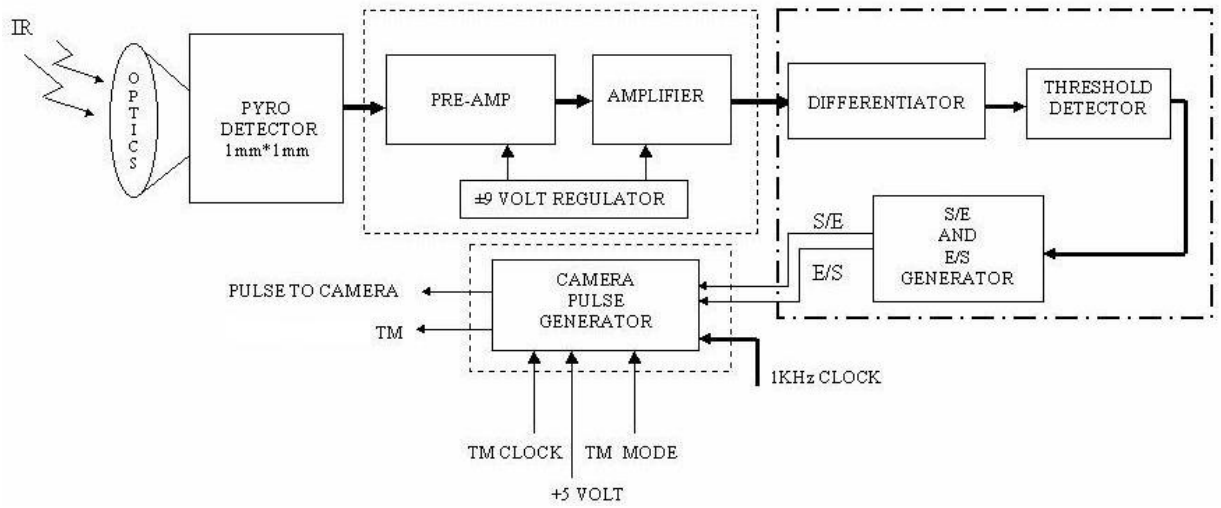 IR
OPTICS
PYRO
DETECTOR
1mm*1mm
PRE-AMP
AMPLIFIER
±9 VOLT REGULATOR
DIFFERENTIATOR
THRESHOLD
DETECTOR
S/E
AND
E/S
GENERATOR
S/E
E/S
CAMERA
PULSE
GENERATOR
PULSE TO CAMERA
TM
1KHz CLOCK
TM CLOCK
TM MODE
+5 VOLT